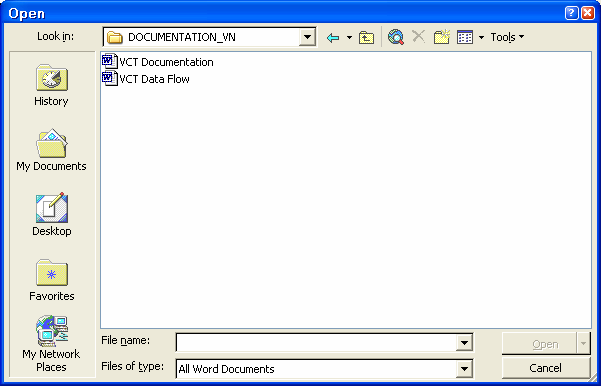 Open
Look in: DOCUMENTATION_VN Tools
VCT Documentation
VCT Data Flow
History
My Documents
Desktop
Favorites
My Network
Places
File name: Open
Files of type: All Word Documents Cancel